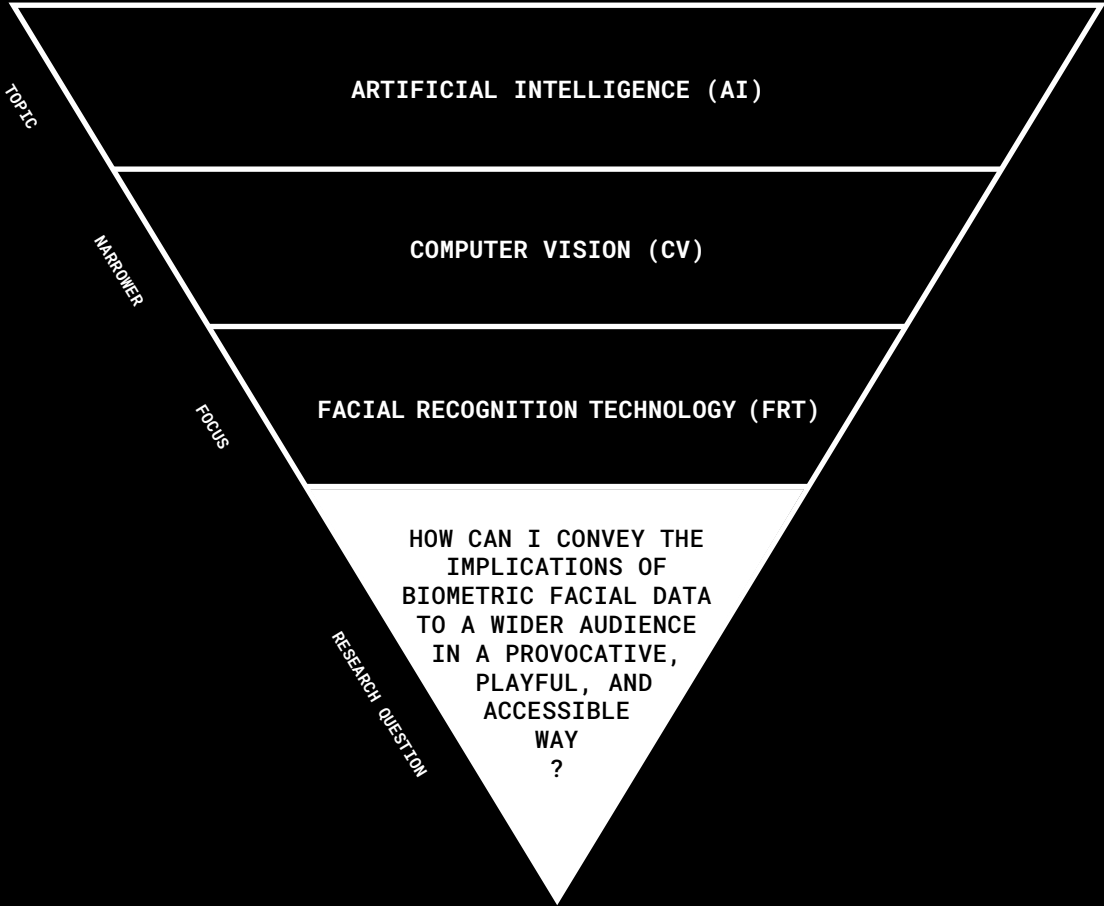 TOPIC
ARTIFICIAL INTELLIGENCE (AI)
NARROWER
COMPUTER VISION (CV)
FOCUS
FACIAL RECOGNITION TECHNOLOGY (FRT)
RESEARCH QUESTION
HOW CAN I CONVEY THE
IMPLICATIONS OF
BIOMETRIC FACIAL DATA
TO A WIDER AUDIENCE
IN A PROVOCATIVE,
PLAYFUL, AND
ACCESSIBLE
WAY
?